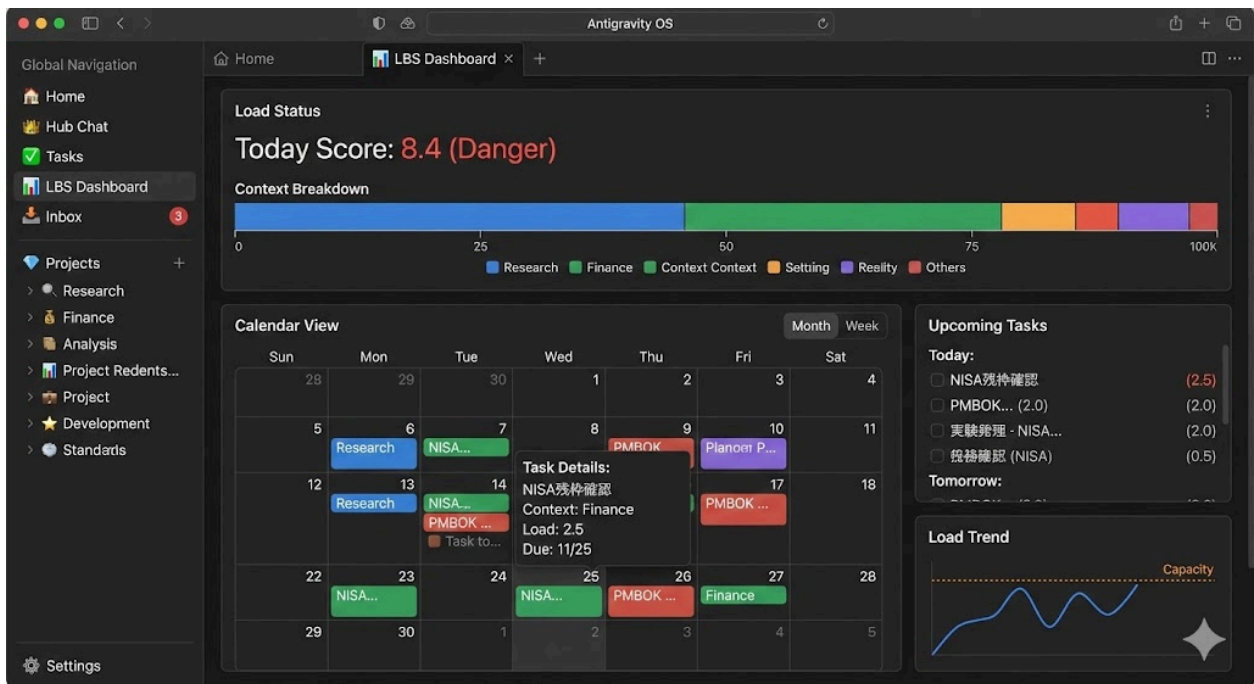 Antigravity OS
Global Navigation
Home
Hub Chat
Tasks
LBS Dashboard
Inbox
3
Projects
Research
Finance
Analysis
Project Redents...
Project
Development
Standards
Settings
Home
LBS Dashboard
Load Status
Today Score: 8.4 (Danger)
Context Breakdown
0 25 50 75 100K
Research Finance Context Context Setting Reelity Others
Calendar View
Month Week
Sun Mon Tue Wed Thu Fri Sat
28 29 30 1 2 3 4
5 6 7 8 9 10 11
Research NISA... PMBOK Planoer P...
12 13 14 17 18
Research NISA... PMBOK ...
PMBOK ...
Task to...
Task Details:
NISA残枠確認
Context: Finance
Load: 2.5
Due: 11/25
22 23 24 25 26 27 28
NISA... NISA... PMBOK ... Finance
29 30 1 2 3 4 5
Upcoming Tasks
Today:
NISA残枠確認 (2.5)
PMBOK... (2.0) (2.0)
- NISA... (2.0)
(NISA) (0.5)
Tomorrow:
Load Trend
Capacity